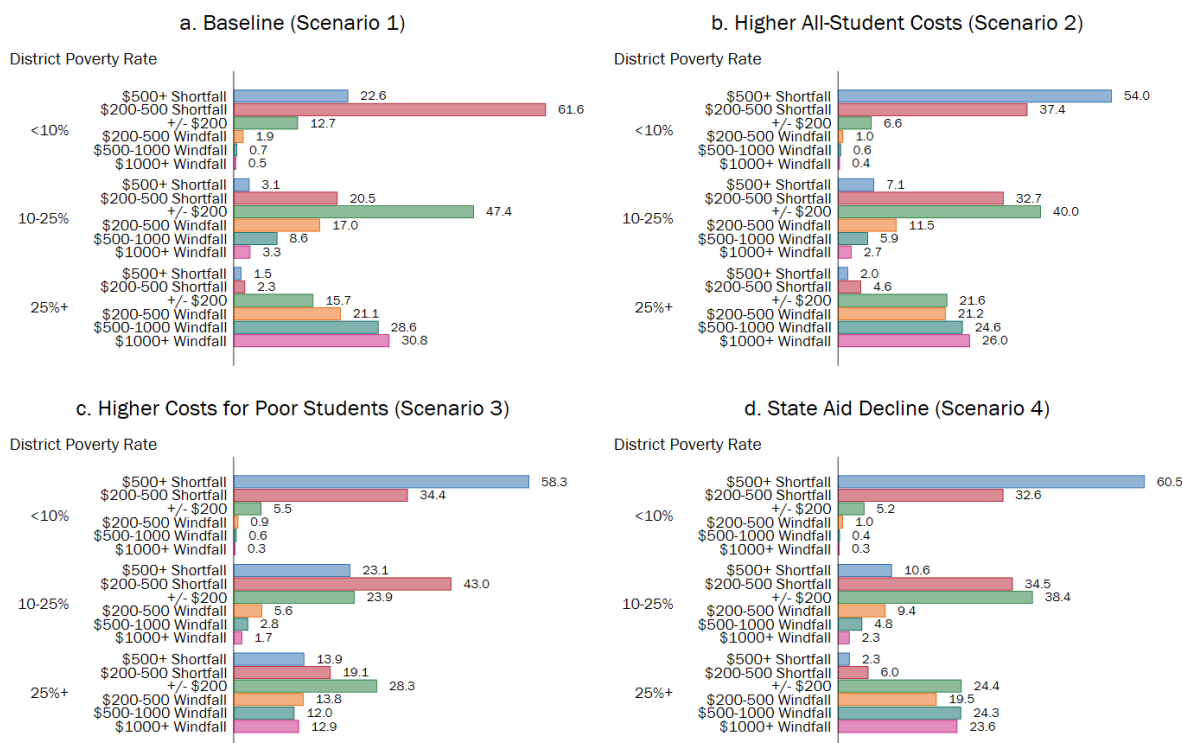 a. Baseline (Scenario 1)
District Poverty Rate
<10%
$500+ Shortfall 22.6
$200-500 Shortfall 61.6
+/- $200 12.7
$200-500 Windfall 1.9
$500-1000 Windfall 0.7
$1000+ Windfall 0.5
10-25%
$500+ Shortfall 3.1
$200-500 Shortfall 20.5
+/- $200 47.4
$200-500 Windfall 17.0
$500-1000 Windfall 8.6
$1000+ Windfall 3.3
25%+
$500+ Shortfall 1.5
$200-500 Shortfall 2.3
+/- $200 15.7
$200-500 Windfall 21.1
$500-1000 Windfall 28.6
$1000+ Windfall 30.8
b. Higher All-Student Costs (Scenario 2)
District Poverty Rate
<10%
$500+ Shortfall 54.0
$200-500 Shortfall 37.4
+/- $200 6.6
$200-500 Windfall 1.0
$500-1000 Windfall 0.6
$1000+ Windfall 0.4
10-25%
$500+ Shortfall 7.1
$200-500 Shortfall 32.7
+/- $200 40.0
$200-500 Windfall 11.5
$500-1000 Windfall 5.9
$1000+ Windfall 2.7
25%+
$500+ Shortfall 2.0
$200-500 Shortfall 4.6
+/- $200 21.6
$200-500 Windfall 21.2
$500-1000 Windfall 24.6
$1000+ Windfall 26.0
c. Higher Costs for Poor Students (Scenario 3)
District Poverty Rate
<10%
$500+ Shortfall 58.3
$200-500 Shortfall 34.4
+/- $200 5.5
$200-500 Windfall 0.9
$500-1000 Windfall 0.6
$1000+ Windfall 0.3
10-25%
$500+ Shortfall 23.1
$200-500 Shortfall 43.0
+/- $200 23.9
$200-500 Windfall 5.6
$500-1000 Windfall 2.8
$1000+ Windfall 1.7
25%+
$500+ Shortfall 13.9
$200-500 Shortfall 19.1
+/- $200 28.3
$200-500 Windfall 13.8
$500-1000 Windfall 12.0
$1000+ Windfall 12.9
d. State Aid Decline (Scenario 4)
District Poverty Rate
<10%
$500+ Shortfall 60.5
$200-500 Shortfall 32.6
+/- $200 5.2
$200-500 Windfall 1.0
$500-1000 Windfall 0.4
$1000+ Windfall 0.3
10-25%
$500+ Shortfall 10.6
$200-500 Shortfall 34.5
+/- $200 38.4
$200-500 Windfall 9.4
$500-1000 Windfall 4.8
$1000+ Windfall 2.3
25%+
$500+ Shortfall 2.3
$200-500 Shortfall 6.0
+/- $200 24.4
$200-500 Windfall 19.5
$500-1000 Windfall 24.3
$1000+ Windfall 23.6